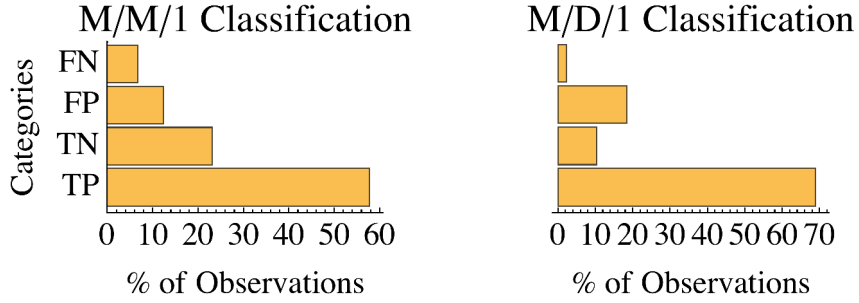 M/M/1 Classification
Categories
FN
FP
TN
TP
0 10 20 30 40 50 60
% of Observations
M/D/1 Classification
0 10 20 30 40 50 60 70
% of Observations